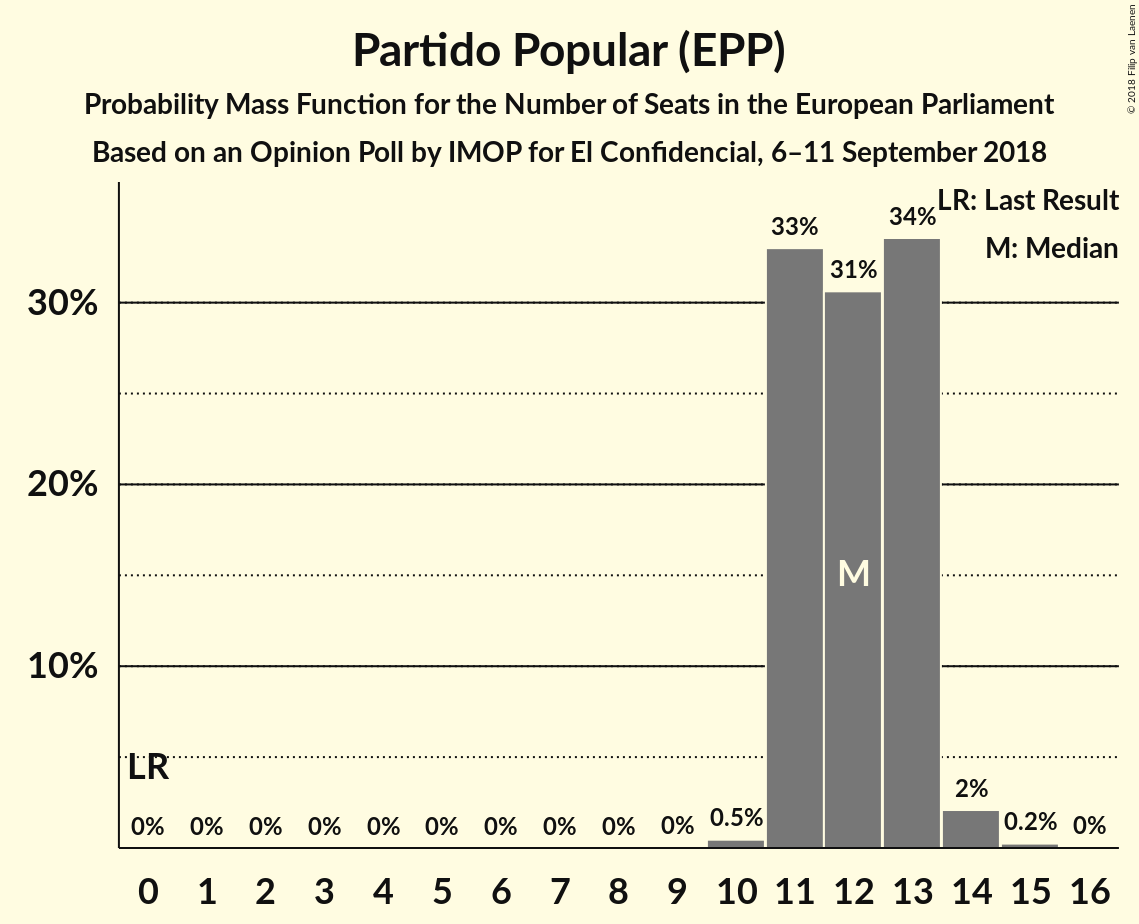 Partido Popular (EPP)
Probability Mass Function for the Number of Seats in the European Parliament
Based on an Opinion Poll by IMOP for El Confidencial, 6–11 September 2018
© 2018 Filip van Laenen
LR: Last Result
M: Median
30%
20%
10%
33%
31%
34%
M
LR
0% 0% 0% 0% 0% 0% 0% 0% 0% 0% 0.5% 2% 0.2% 0%
0 1 2 3 4 5 6 7 8 9 10 11 12 13 14 15 16